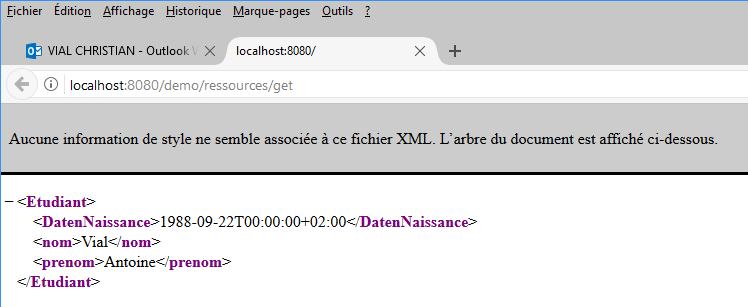 Fichier Édition Affichage Historique Marque-pages Outils ?
VIAL CHRISTIAN - Outlook localhost:8080/
localhost:8080/demo/ressources/get
Aucune information de style ne semble associée à ce fichier XML. L'arbre du document est affiché ci-dessous.
−<Etudiant>
<DatenNaissance>1988-09-22T00:00:00+02:00</DatenNaissance>
<nom>Vial</nom>
<prenom>Antoine</prenom>
</Etudiant>